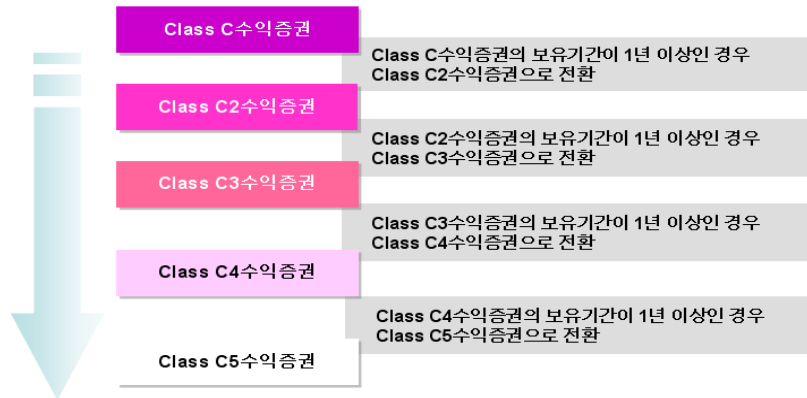 Class C수익증권
Class C수익증권의 보유기간이 1년 이상인 경우
Class C2수익증권으로 전환
Class C2수익증권
Class C2수익증권의 보유기간이 1년 이상인 경우
Class C3수익증권으로 전환
Class C3수익증권
Class C3수익증권의 보유기간이 1년 이상인 경우
Class C4수익증권으로 전환
Class C4수익증권
Class C4수익증권의 보유기간이 1년 이상인 경우
Class C5수익증권으로 전환
Class C5수익증권